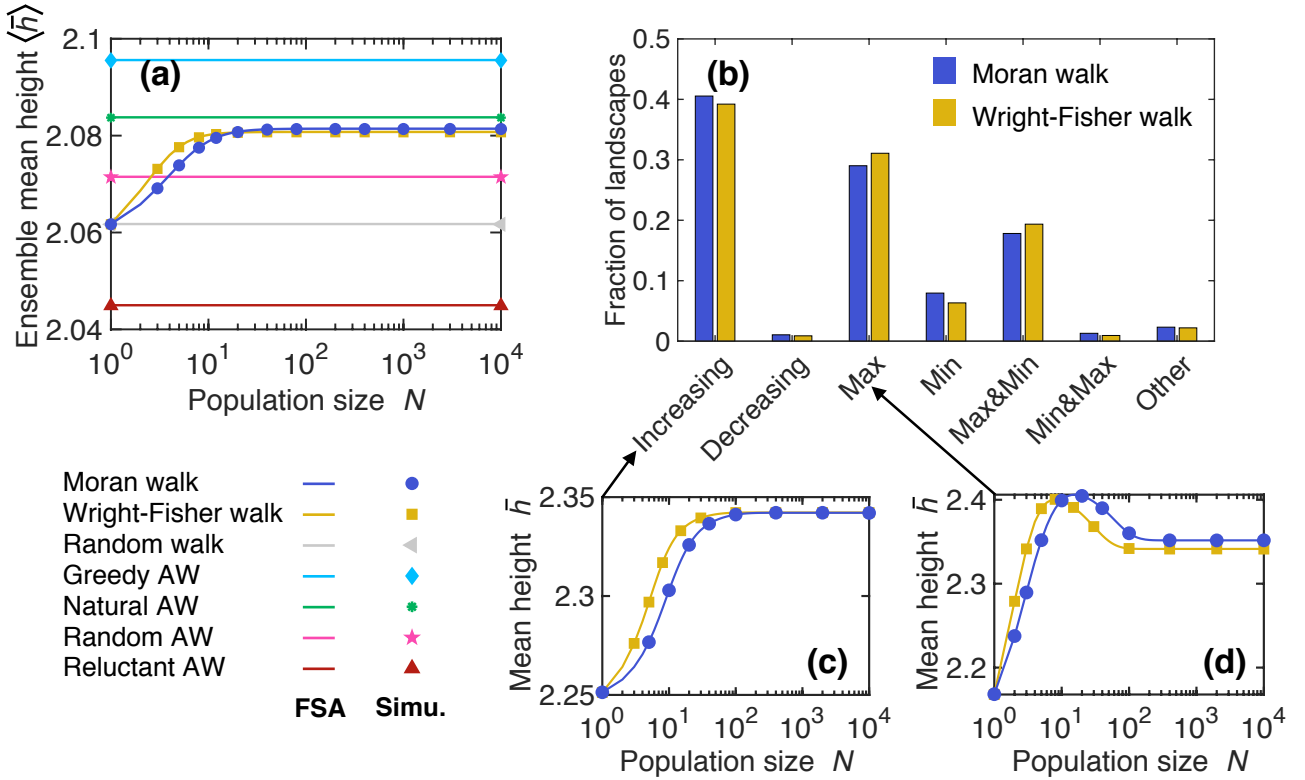 Ensemble mean height ⟨h̄⟩
2.1
2.08
2.06
2.04
(a)
10^0 10^1 10^2 10^3 10^4
Population size N
Fraction of landscapes
0.5
0.4
0.3
0.2
0.1
0
(b)
Moran walk
Wright-Fisher walk
Increasing
Decreasing
Max
Min
Max&Min
Min&Max
Other
Moran walk
Wright-Fisher walk
Random walk
Greedy AW
Natural AW
Random AW
Reluctant AW
FSA Simu.
Mean height h̄
2.35
2.3
2.25
(c)
10^0 10^1 10^2 10^3 10^4
Population size N
Mean height h̄
2.4
2.3
2.2
(d)
10^0 10^1 10^2 10^3 10^4
Population size N